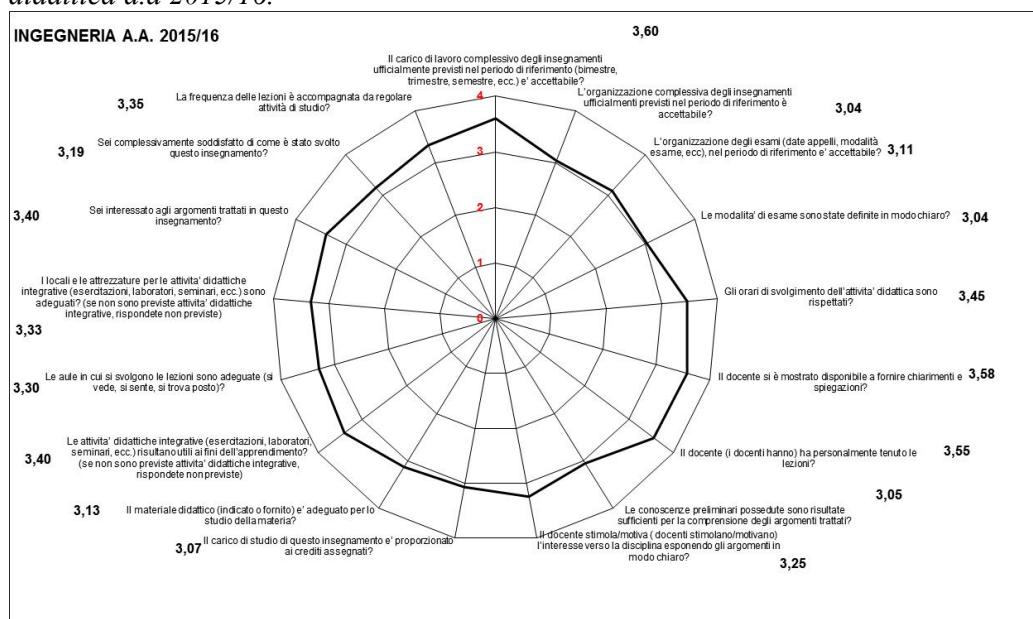 didattica a.a 2015/16.
INGEGNERIA A.A. 2015/16
3,60
Il carico di lavoro complessivo degli insegnamenti
ufficialmente previsti nel periodo di riferimento (bimestre,
trimestre, semestre, ecc.) e' accettabile?
L'organizzazione complessiva degli insegnamenti
ufficialmenti previsti nel periodo di riferimento è
accettabile?
3,04
L'organizzazione degli esami (date appelli, modalità
esame, ecc), nel periodo di riferimento e' accettabile?
3,11
Le modalita' di esame sono state definite in modo chiaro?
3,04
Gli orari di svolgimento dell'attivita' didattica sono
rispettati?
3,45
Il docente si è mostrato disponibile a fornire chiarimenti e
spiegazioni?
3,58
Il docente (i docenti hanno) ha personalmente tenuto le
lezioni?
3,55
Le conoscenze preliminari possedute sono risultate
sufficienti per la comprensione degli argomenti trattati?
3,05
Il docente stimola/motiva ( docenti stimolano/motivano)
l'interesse verso la disciplina esponendo gli argomenti in
modo chiaro?
3,25
Il carico di studio di questo insegnamento e' proporzionato
ai crediti assegnati?
3,07
Il materiale didattico (indicato o fornito) e' adeguato per lo
studio della materia?
3,13
Le attivita' didattiche integrative (esercitazioni, laboratori,
seminari, ecc.) risultano utili ai fini dell'apprendimento?
(se non sono previste attivita' didattiche integrative,
rispondete non previste)
3,40
Le aule in cui si svolgono le lezioni sono adeguate (si
vede, si sente, si trova posto)?
3,30
I locali e le attrezzature per le attivita' didattiche
integrative (esercitazioni, laboratori, seminari, ecc.) sono
adeguati? (se non sono previste attivita' didattiche
integrative, rispondete non previste)
3,33
Sei interessato agli argomenti trattati in questo
insegnamento?
3,40
Sei complessivamente soddisfatto di come è stato svolto
questo insegnamento?
3,19
La frequenza delle lezioni è accompagnata da regolare
attività di studio?
3,35
4
3
2
1
0